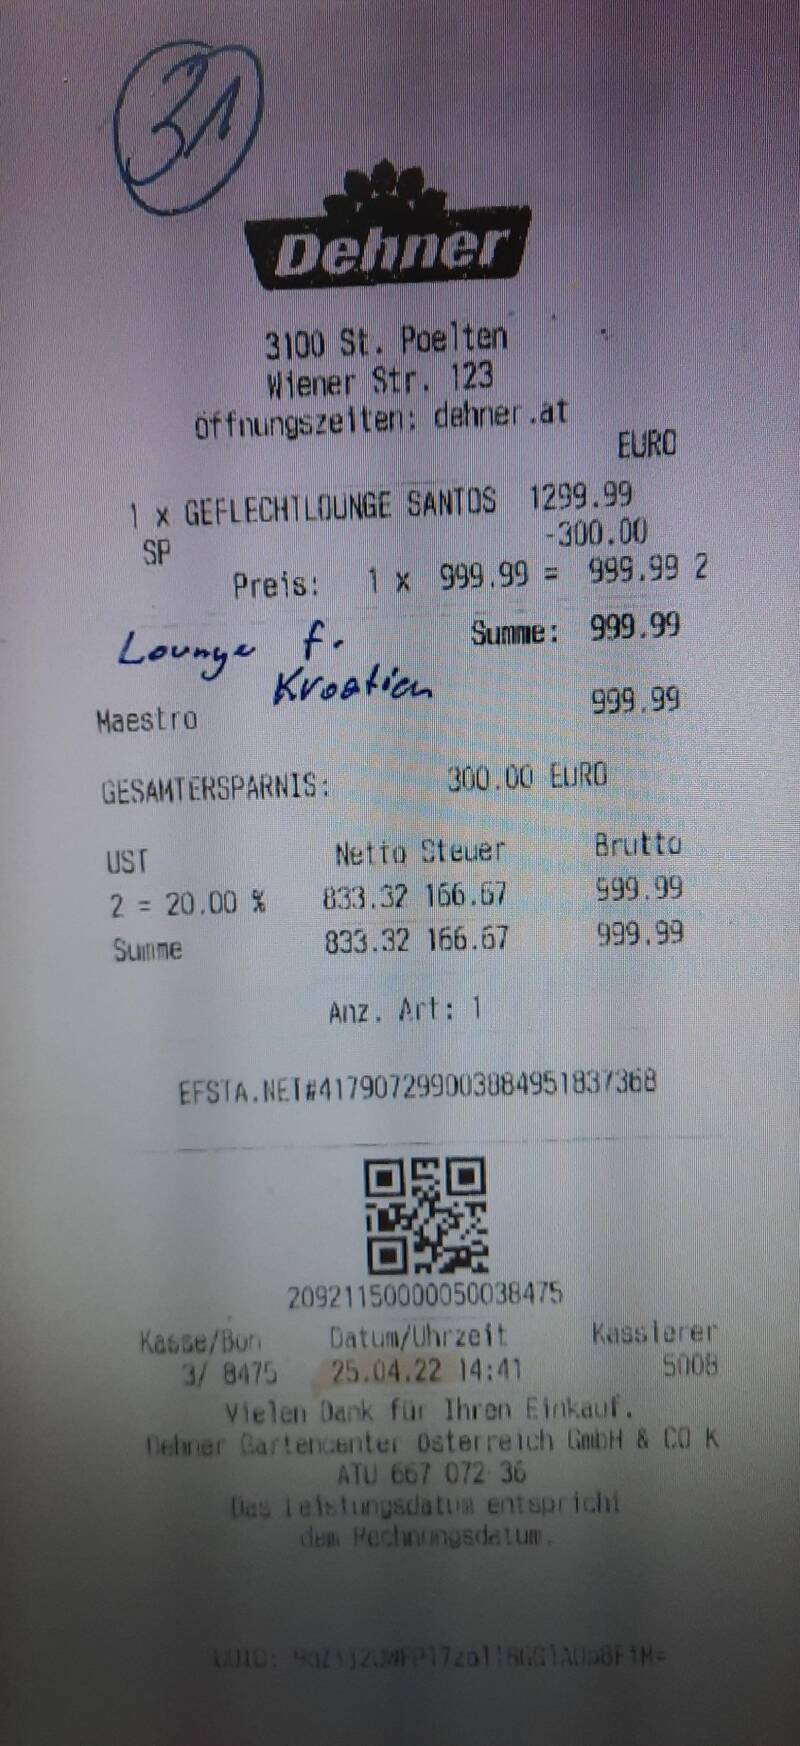 31
Dehner
3100 St. Poelten
Wiener Str. 123
Öffnungszeiten: dehner.at
EURO
1 x GEFLECHTLOUNGE SANTOS 1299.99
SP -300.00
Preis: 1 x 999.99 = 999.99 2
Summe: 999.99
Lounge f.
Kroatien
Maestro 999.99
GESAMTERSPARNIS: 300.00 EURO
UST Netto Steuer Brutto
2 = 20.00 % 833.32 166.67 999.99
Summe 833.32 166.67 999.99
Anz. Art: 1
EFSTA.NET#417907299003884951837368
20921150000050038475
Kasse/Bon Datum/Uhrzeit Kassierer
3/ 8475 25.04.22 14:41 5008
Vielen Dank für Ihren Einkauf.
Dehner Gartencenter Österreich GmbH & CO K
ATU 667 072 36
Das Leistungsdatum entspricht
dem Rechnungsdatum.